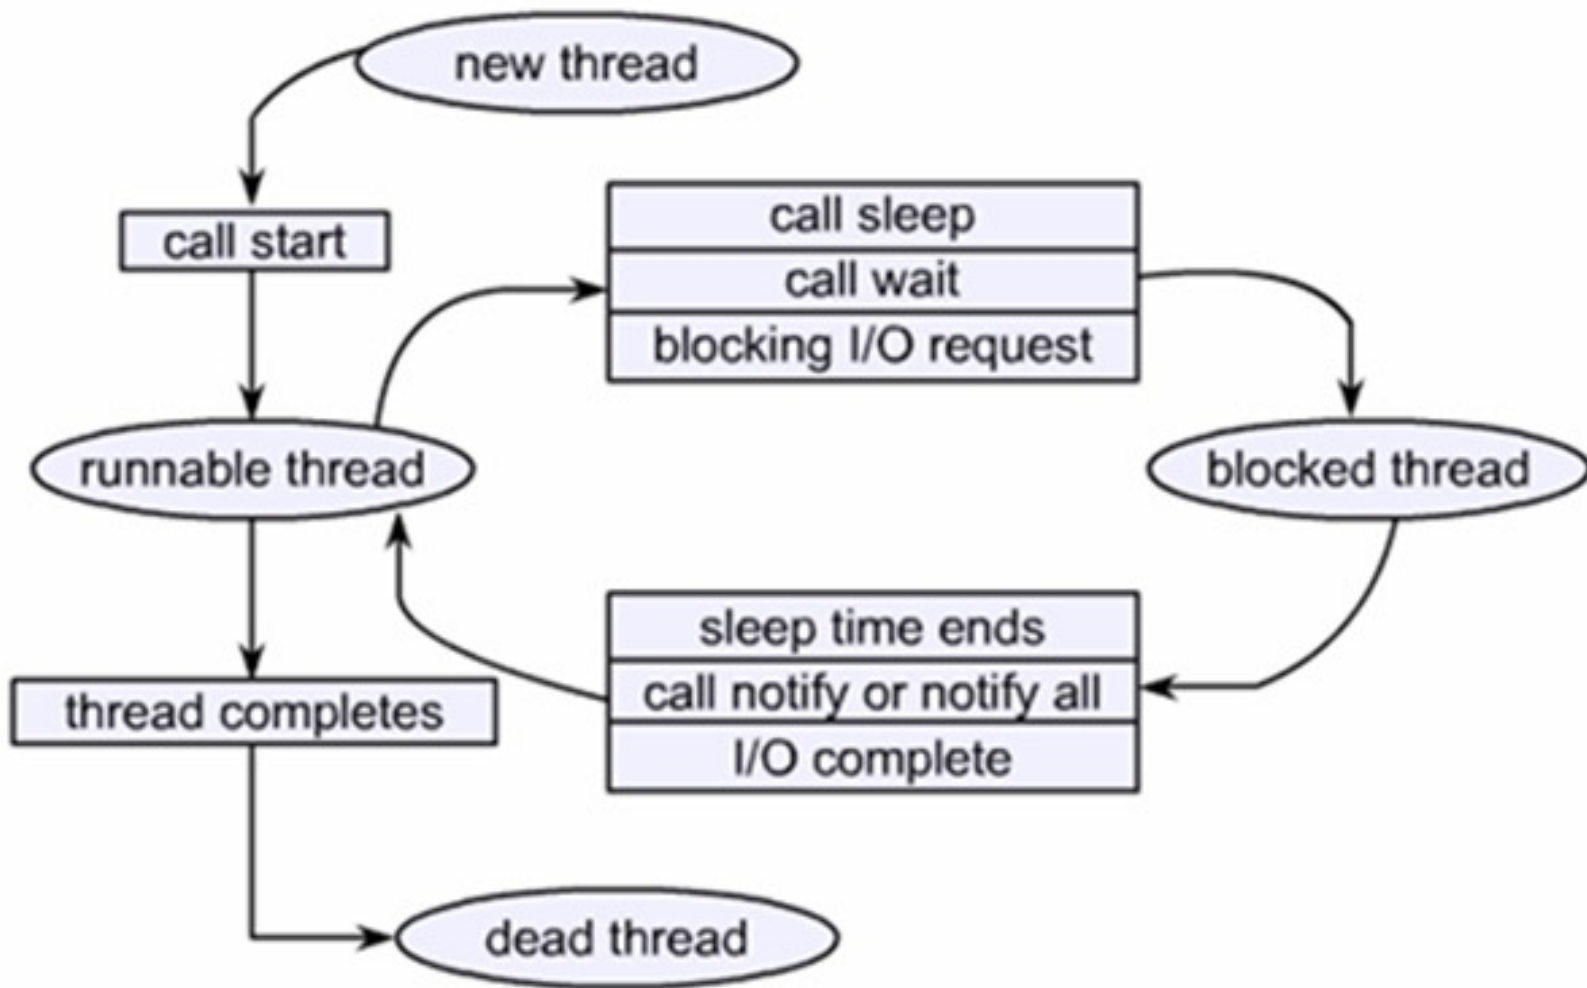 new thread
call start
call sleep
call wait
blocking I/O request
runnable thread
blocked thread
sleep time ends
call notify or notify all
I/O complete
thread completes
dead thread